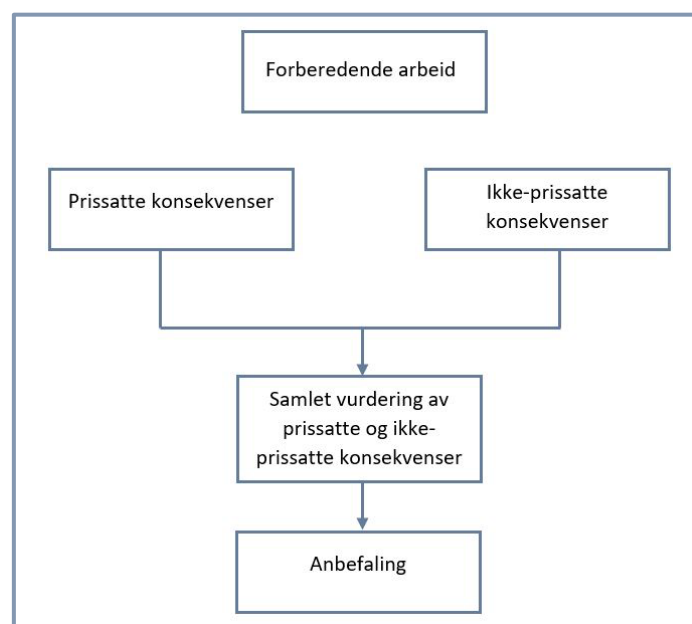 Forberedende arbeid
Prissatte konsekvenser
Ikke-prissatte
konsekvenser
Samlet vurdering av
prissatte og ikke-
prissatte konsekvenser
Anbefaling